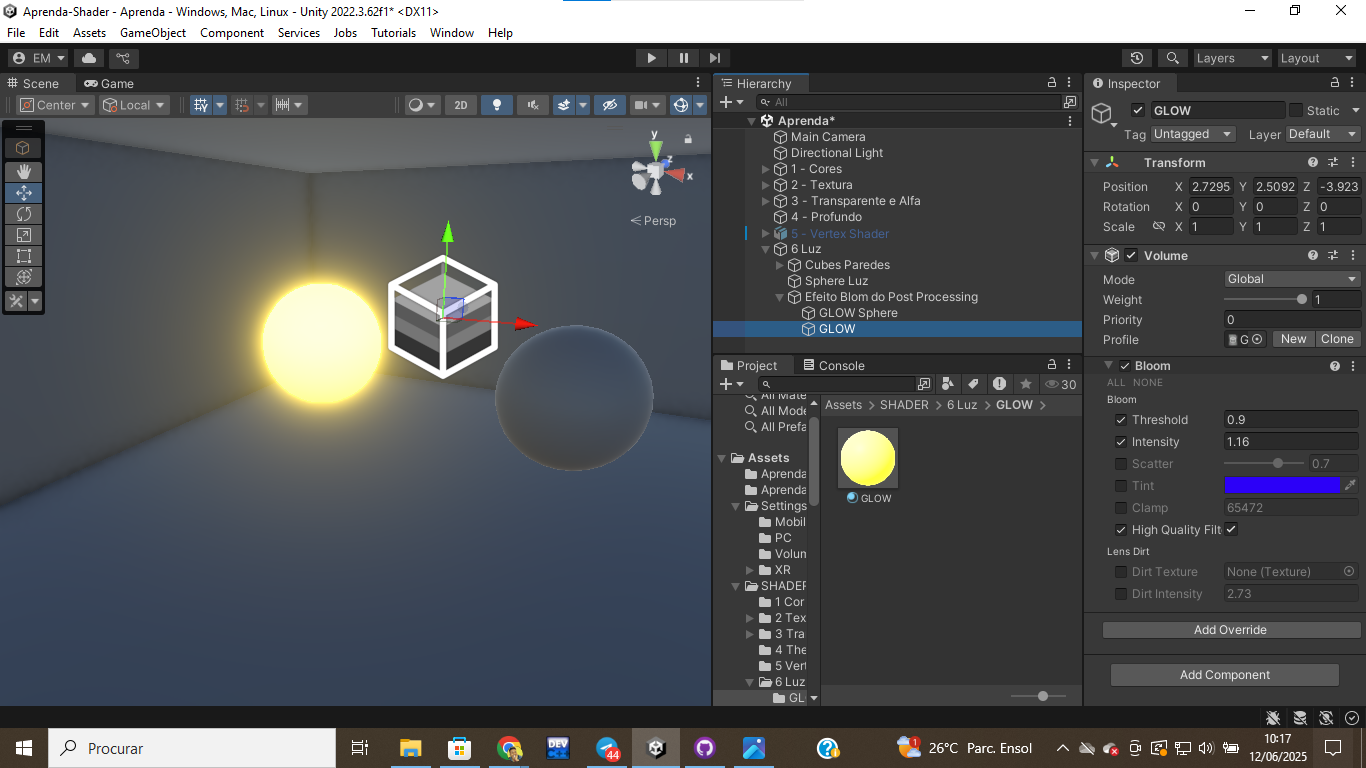 Aprenda-Shader - Aprenda - Windows, Mac, Linux - Unity 2022.3.62f1* <DX11>
File Edit Assets GameObject Component Services Jobs Tutorials Window Help
EM
Layers Layout
Scene Game
Center Local
2D
y
z
x
Persp
Hierarchy
All
Aprenda*
Main Camera
Directional Light
1 - Cores
2 - Textura
3 - Transparente e Alfa
4 - Profundo
5 - Vertex Shader
6 Luz
Cubes Paredes
Sphere Luz
Efeito Blom do Post Processing
GLOW Sphere
GLOW
Project Console
30
All Mate
All Mode
All Prefa
Assets
Aprenda
Aprenda
Settings
Mobil
PC
Volum
XR
SHADER
1 Cor
2 Tex
3 Tra
4 The
5 Vert
6 Luz
GL
Assets > SHADER > 6 Luz > GLOW >
GLOW
Inspector
GLOW Static
Tag Untagged Layer Default
Transform
Position X 2.7295 Y 2.5092 Z -3.923
Rotation X 0 Y 0 Z 0
Scale X 1 Y 1 Z 1
Volume
Mode Global
Weight 1
Priority 0
Profile G New Clone
Bloom
ALL NONE
Bloom
Threshold 0.9
Intensity 1.16
Scatter 0.7
Tint
Clamp 65472
High Quality Filt
Lens Dirt
Dirt Texture None (Texture)
Dirt Intensity 2.73
Add Override
Add Component
Procurar
DEV
44
1
26°C Parc. Ensol
10:17
12/06/2025